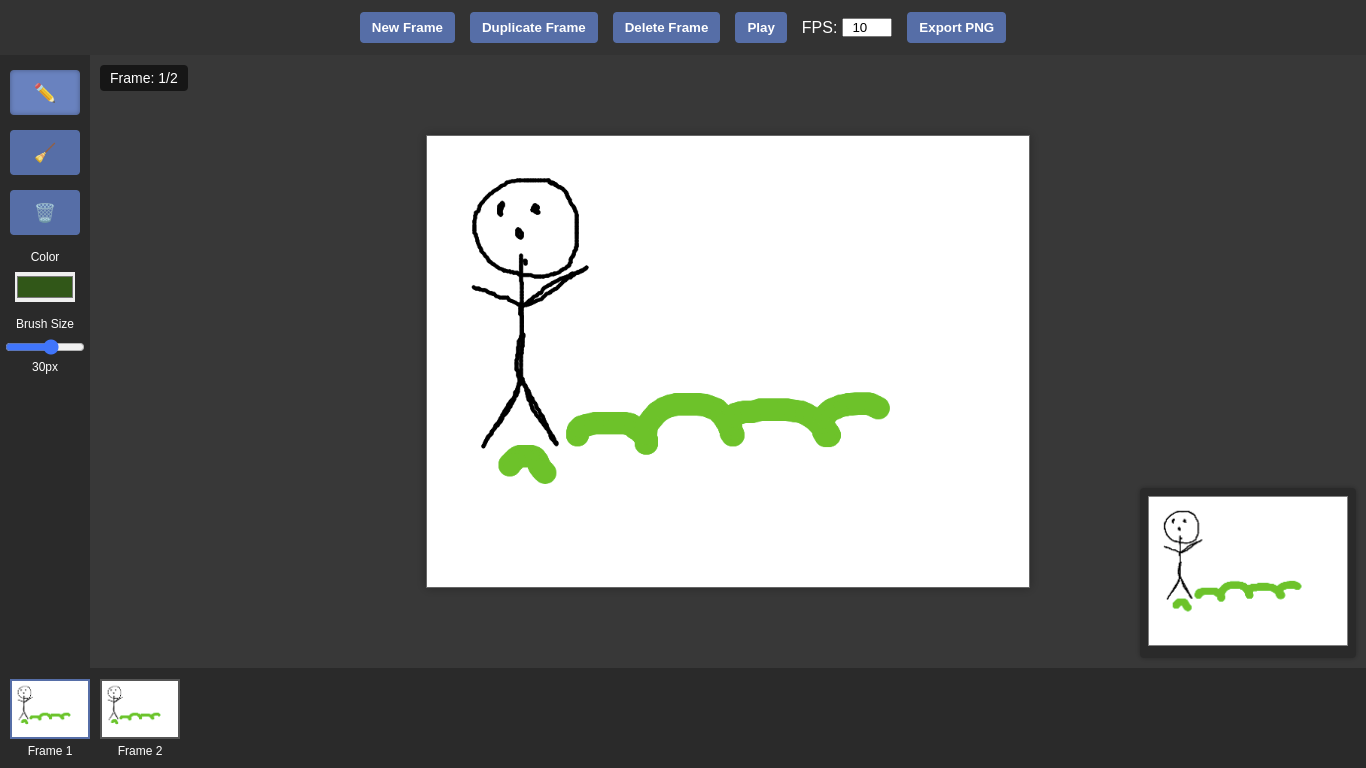 New Frame
Duplicate Frame
Delete Frame
Play
FPS: 10
Export PNG
Frame: 1/2
Color
Brush Size
30px
Frame 1
Frame 2